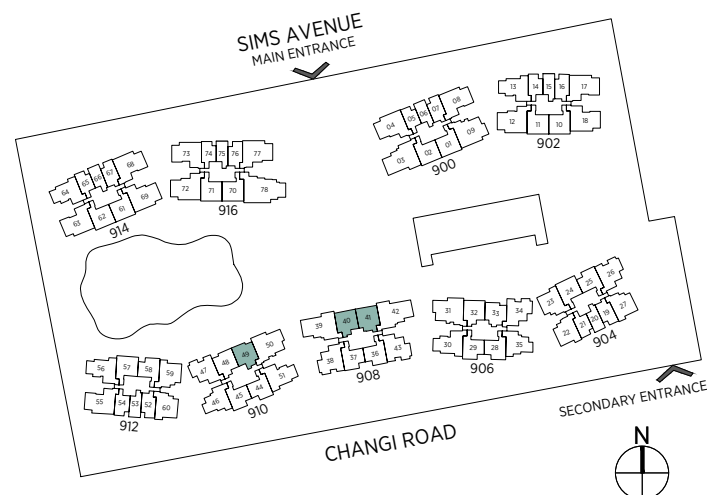 SIMS AVENUE
MAIN ENTRANCE
13 14 15 16 17
12 11 10 18
902
04 05 06 07 08
03 02 01 09
900
73 74 75 76 77
72 71 70 78
916
64 65 66 67 68
63 62 61 69
914
23 24 25 26
22 21 20 19 27
904
31 32 33 34
30 29 28 35
906
39 40 41 42
38 37 36 43
908
47 48 49 50
46 45 44 51
910
56 57 58 59
55 54 53 52 60
912
SECONDARY ENTRANCE
CHANGI ROAD
N